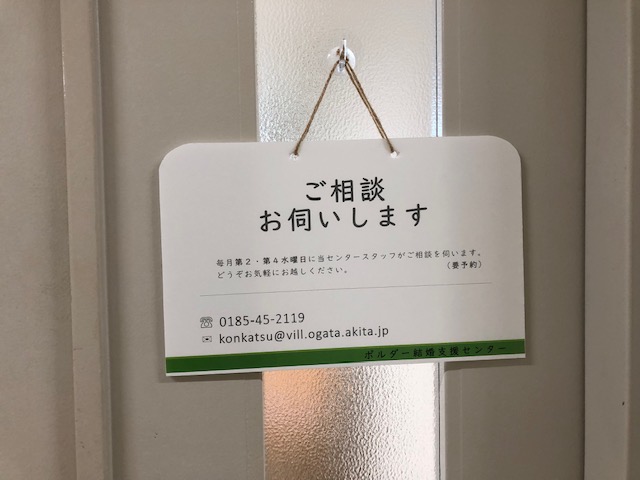 ご相談
お伺いします
毎月第２・第４水曜日に当センタースタッフがご相談を伺います。
どうぞお気軽にお越しください。　（要予約）
☏ 0185-45-2119
✉ konkatsu@vill.ogata.akita.jp
ポルダー結婚支援センター